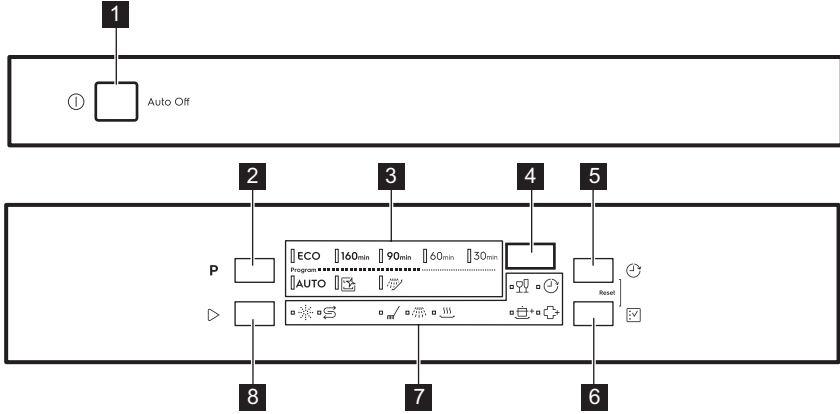 1
Auto Off
2 3 4 5
P
ECO 160min 90min 60min 30min
Program
AUTO
Reset
8 7 6